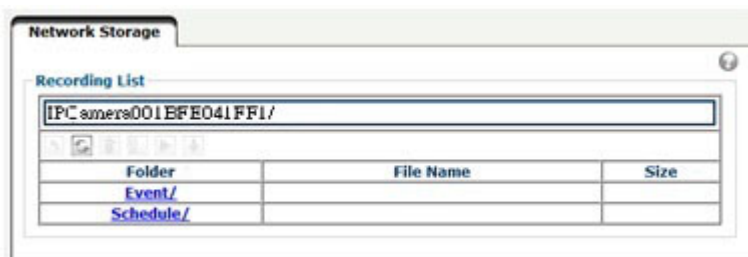 Network Storage
Recording List
IPCamera001BFE041FF1/
Folder File Name Size
Event/
Schedule/